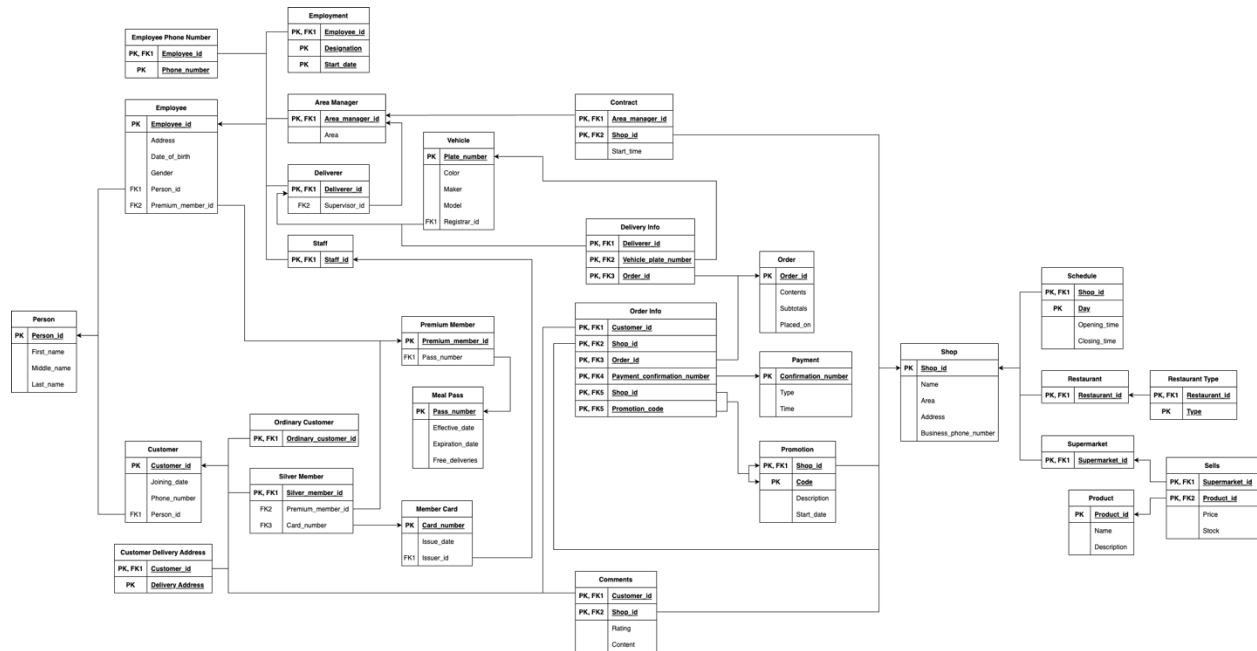 Employment
PK, FK1 Employee_id
PK Designation
PK Start_date
Employee Phone Number
PK, FK1 Employee_id
PK Phone_number
Employee
PK Employee_id
Address
Date_of_birth
Gender
FK1 Person_id
FK2 Premium_member_id
Area Manager
PK, FK1 Area_manager_id
Area
Contract
PK, FK1 Area_manager_id
PK, FK2 Shop_id
Start_time
Vehicle
PK Plate_number
Color
Maker
Model
FK1 Registrar_id
Deliverer
PK, FK1 Deliverer_id
FK2 Supervisor_id
Delivery Info
PK, FK1 Deliverer_id
PK, FK2 Vehicle_plate_number
PK, FK3 Order_id
Staff
PK, FK1 Staff_id
Order
PK Order_id
Contents
Subtotals
Placed_on
Schedule
PK, FK1 Shop_id
PK Day
Opening_time
Closing_time
Person
PK Person_id
First_name
Middle_name
Last_name
Premium Member
PK Premium_member_id
FK1 Pass_number
Order Info
PK, FK1 Customer_id
PK, FK2 Shop_id
PK, FK3 Order_Id
PK, FK4 Payment_confirmation_number
PK, FK5 Shop_id
PK, FK5 Promotion_code
Payment
PK Confirmation_number
Type
Time
Shop
PK Shop_id
Name
Area
Address
Business_phone_number
Restaurant
PK, FK1 Restaurant_id
Restaurant Type
PK, FK1 Restaurant_id
PK Type
Meal Pass
PK Pass_number
Effective_date
Expiration_date
Free_deliveries
Ordinary Customer
PK, FK1 Ordinary_customer_id
Customer
PK Customer_id
Joining_date
Phone_number
FK1 Person_id
Silver Member
PK, FK1 Silver_member_id
FK2 Premium_member_id
FK3 Card_number
Member Card
PK Card_number
Issue_date
FK1 Issuer_id
Promotion
PK, FK1 Shop_id
PK Code
Description
Start_date
Supermarket
PK, FK1 Supermarket_id
Sells
PK, FK1 Supermarket_id
PK, FK2 Product_id
Price
Stock
Product
PK Product_id
Name
Description
Customer Delivery Address
PK, FK1 Customer_id
PK Delivery Address
Comments
PK, FK1 Customer_id
PK, FK2 Shop_id
Rating
Content